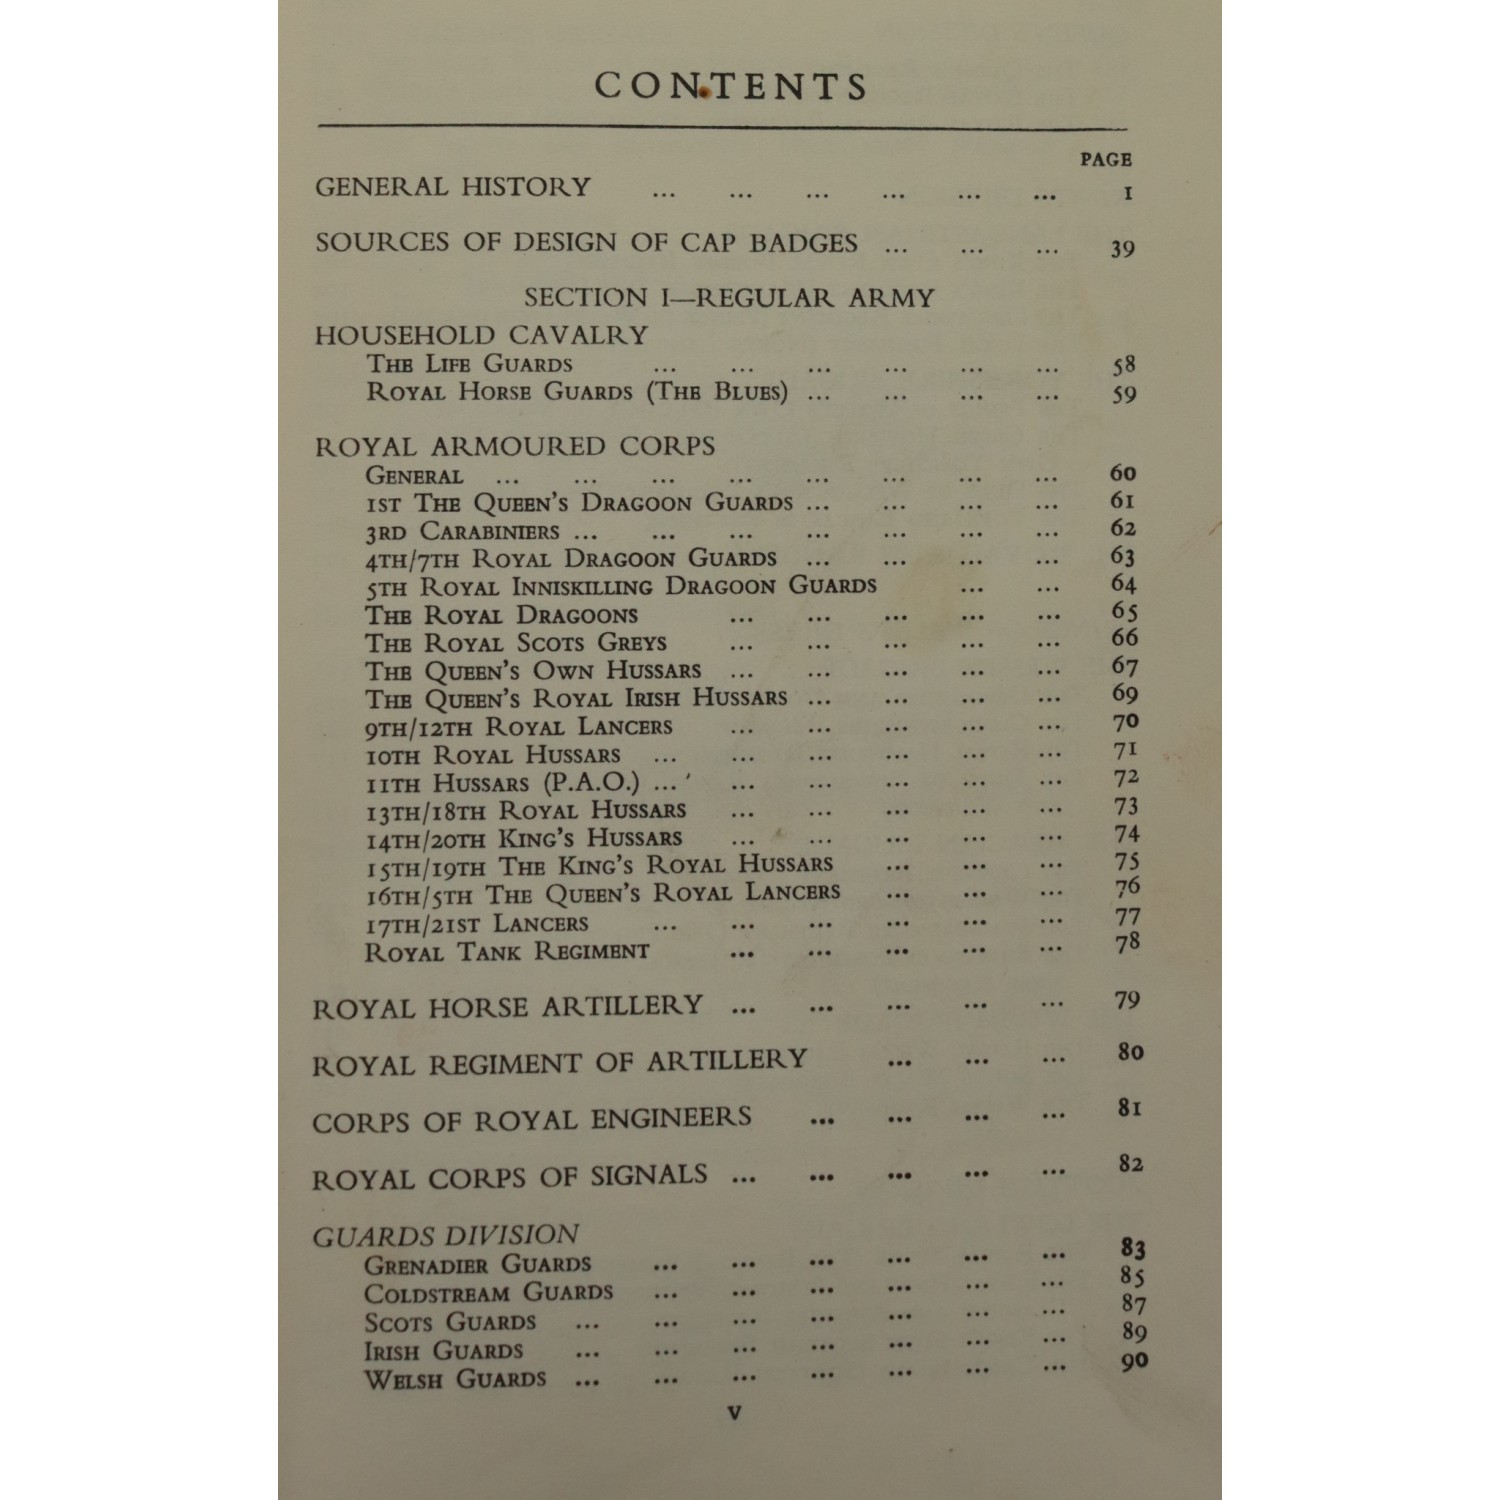 CONTENTS
PAGE
GENERAL HISTORY ... ... ... ... ... ... 1
SOURCES OF DESIGN OF CAP BADGES ... ... ... 39
SECTION I—REGULAR ARMY
HOUSEHOLD CAVALRY
THE LIFE GUARDS ... ... ... ... ... ... 58
ROYAL HORSE GUARDS (THE BLUES) ... ... ... ... 59
ROYAL ARMOURED CORPS
GENERAL ... ... ... ... ... ... ... ... 60
1ST THE QUEEN'S DRAGOON GUARDS ... ... ... ... 61
3RD CARABINIERS ... ... ... ... ... ... ... 62
4TH/7TH ROYAL DRAGOON GUARDS ... ... ... ... 63
5TH ROYAL INNISKILLING DRAGOON GUARDS ... ... 64
THE ROYAL DRAGOONS ... ... ... ... ... 65
THE ROYAL SCOTS GREYS ... ... ... ... ... 66
THE QUEEN'S OWN HUSSARS ... ... ... ... ... 67
THE QUEEN'S ROYAL IRISH HUSSARS ... ... ... ... 69
9TH/12TH ROYAL LANCERS ... ... ... ... ... 70
10TH ROYAL HUSSARS ... ... ... ... ... ... 71
11TH HUSSARS (P.A.O.) ... ... ... ... ... ... 72
13TH/18TH ROYAL HUSSARS ... ... ... ... ... 73
14TH/20TH KING'S HUSSARS ... ... ... ... ... 74
15TH/19TH THE KING'S ROYAL HUSSARS ... ... ... 75
16TH/5TH THE QUEEN'S ROYAL LANCERS ... ... ... 76
17TH/21ST LANCERS ... ... ... ... ... ... 77
ROYAL TANK REGIMENT ... ... ... ... ... 78
ROYAL HORSE ARTILLERY ... ... ... ... ... 79
ROYAL REGIMENT OF ARTILLERY ... ... ... 80
CORPS OF ROYAL ENGINEERS ... ... ... ... 81
ROYAL CORPS OF SIGNALS ... ... ... ... ... 82
GUARDS DIVISION
GRENADIER GUARDS ... ... ... ... ... ... 83
COLDSTREAM GUARDS ... ... ... ... ... ... 85
SCOTS GUARDS ... ... ... ... ... ... ... 87
IRISH GUARDS ... ... ... ... ... ... ... 89
WELSH GUARDS ... ... ... ... ... ... ... 90
v